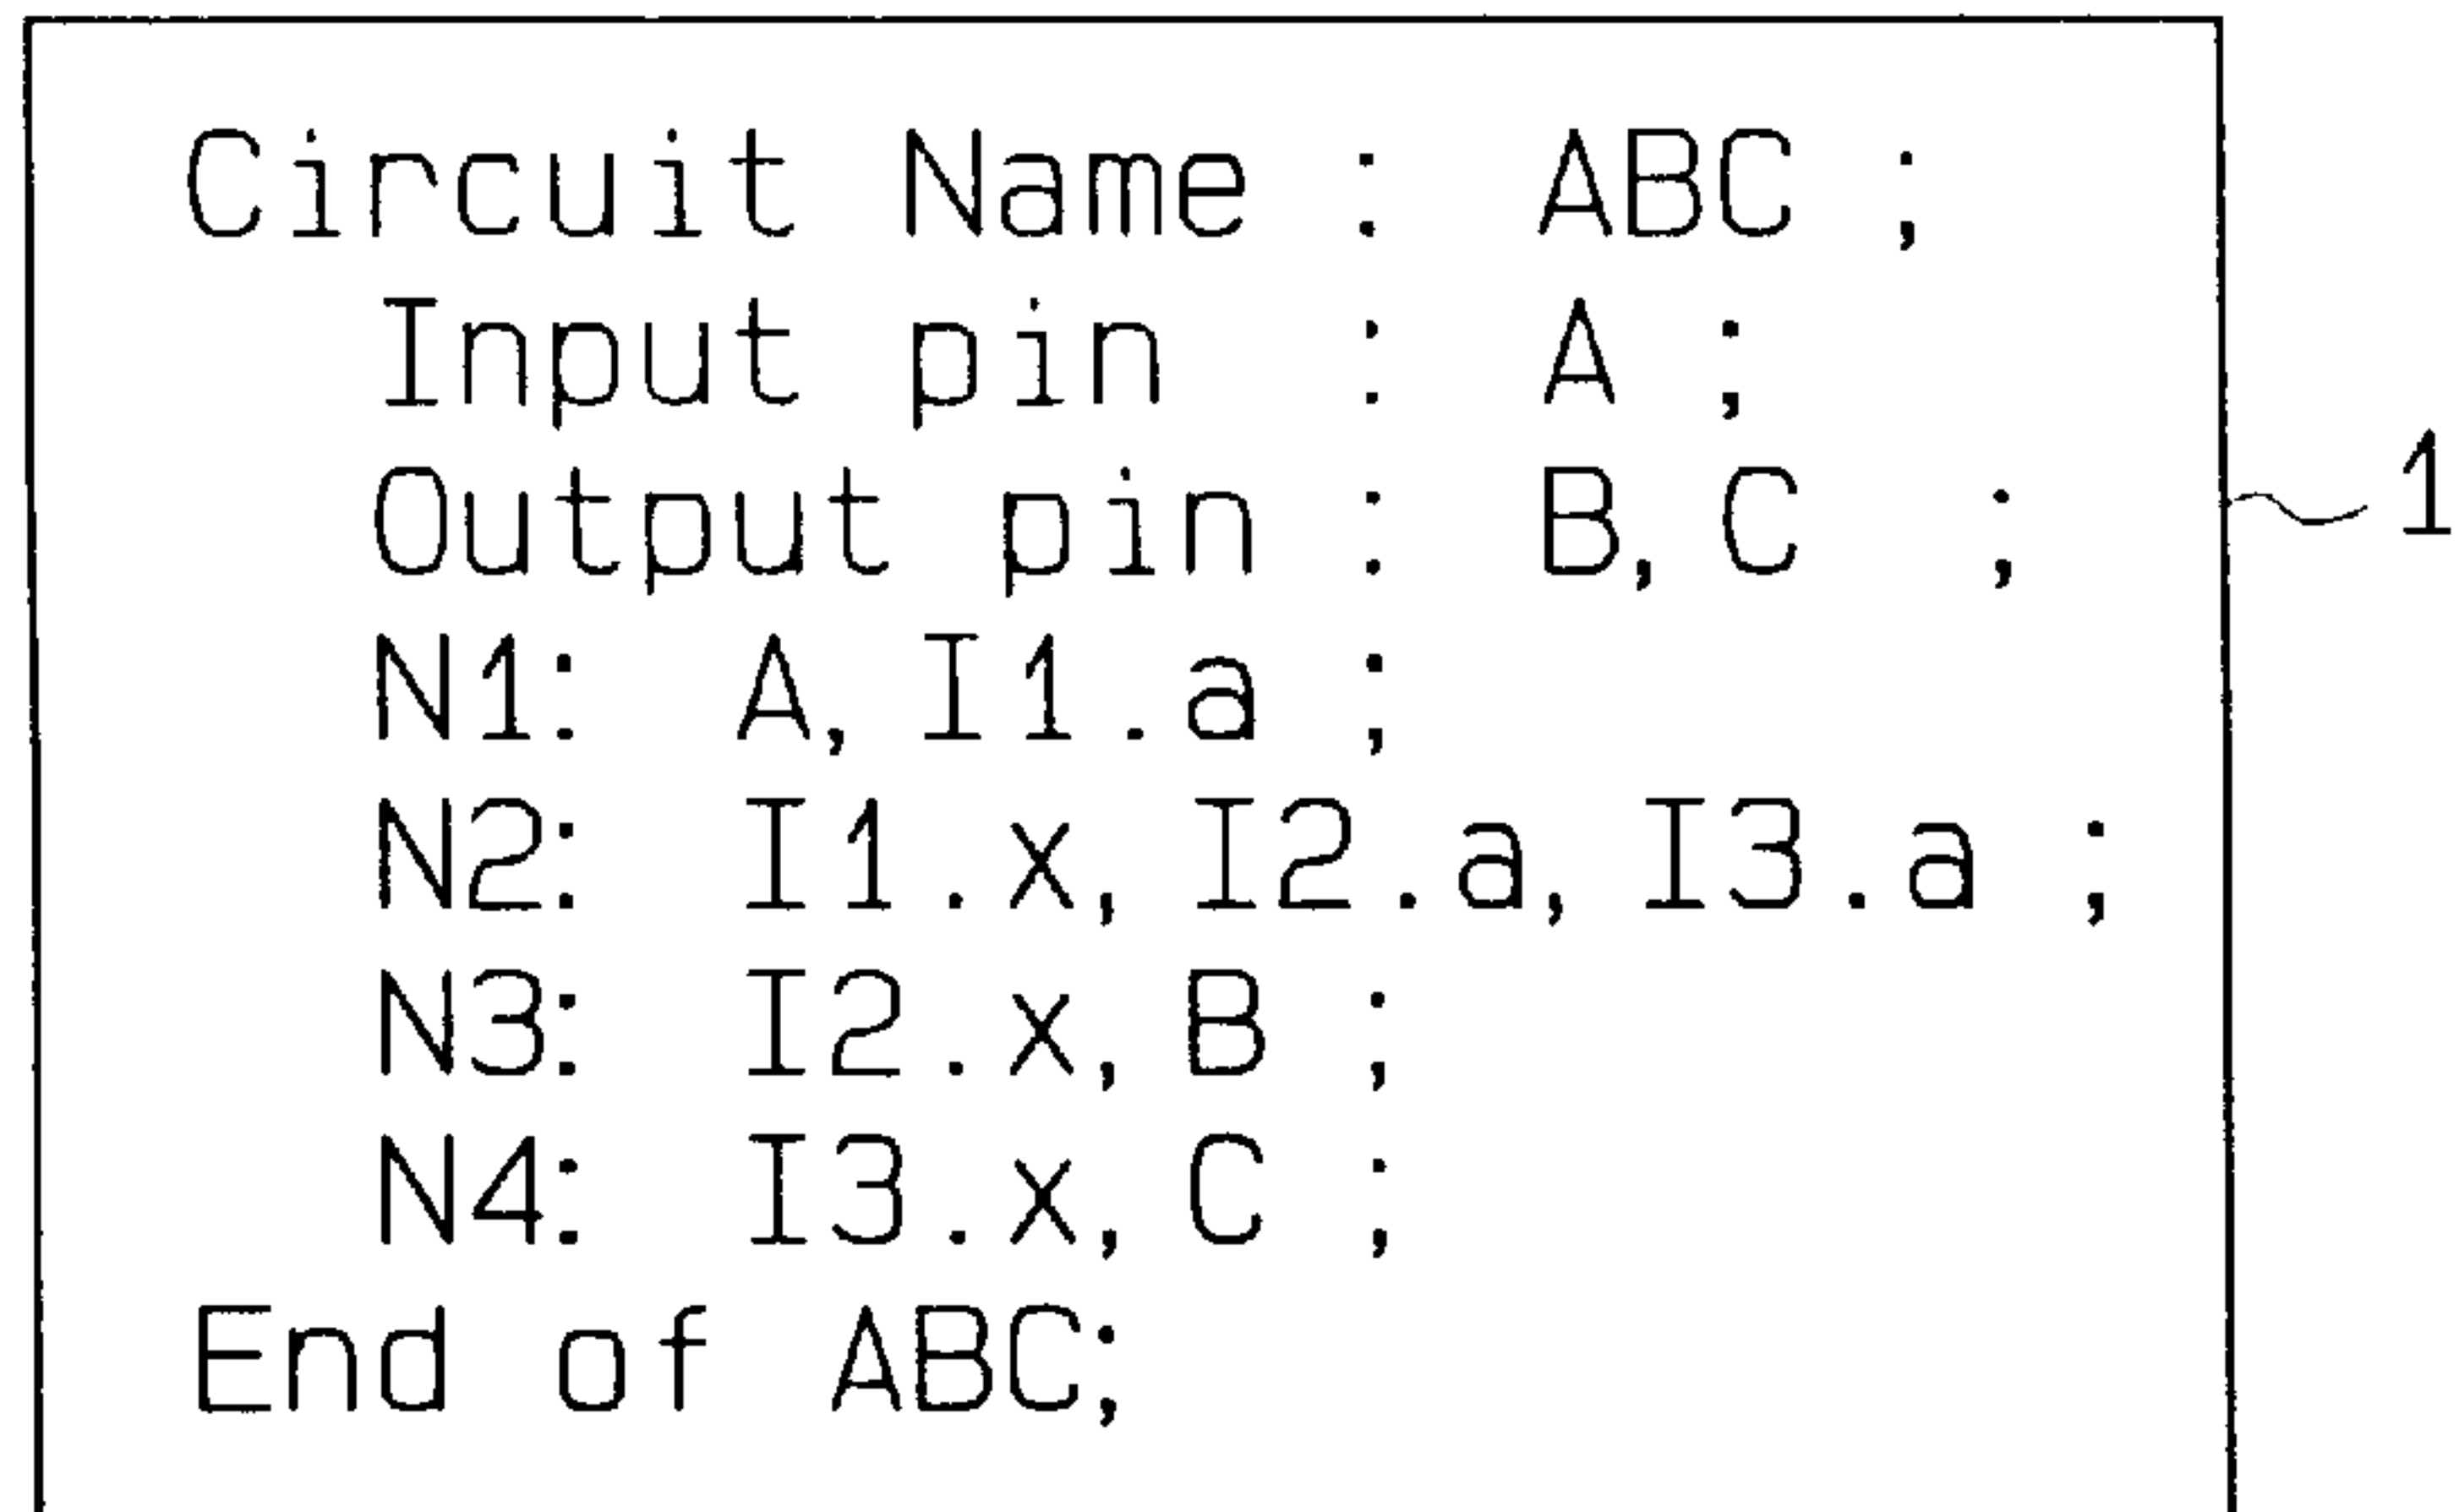 Circuit Name : ABC ;
Input pin : A ;
Output pin : B,C ;
1
N1: A,I1.a ;
N2: I1.x,I2.a,I3.a ;
N3: I2.x,B ;
N4: I3.x,C ;
End of ABC;